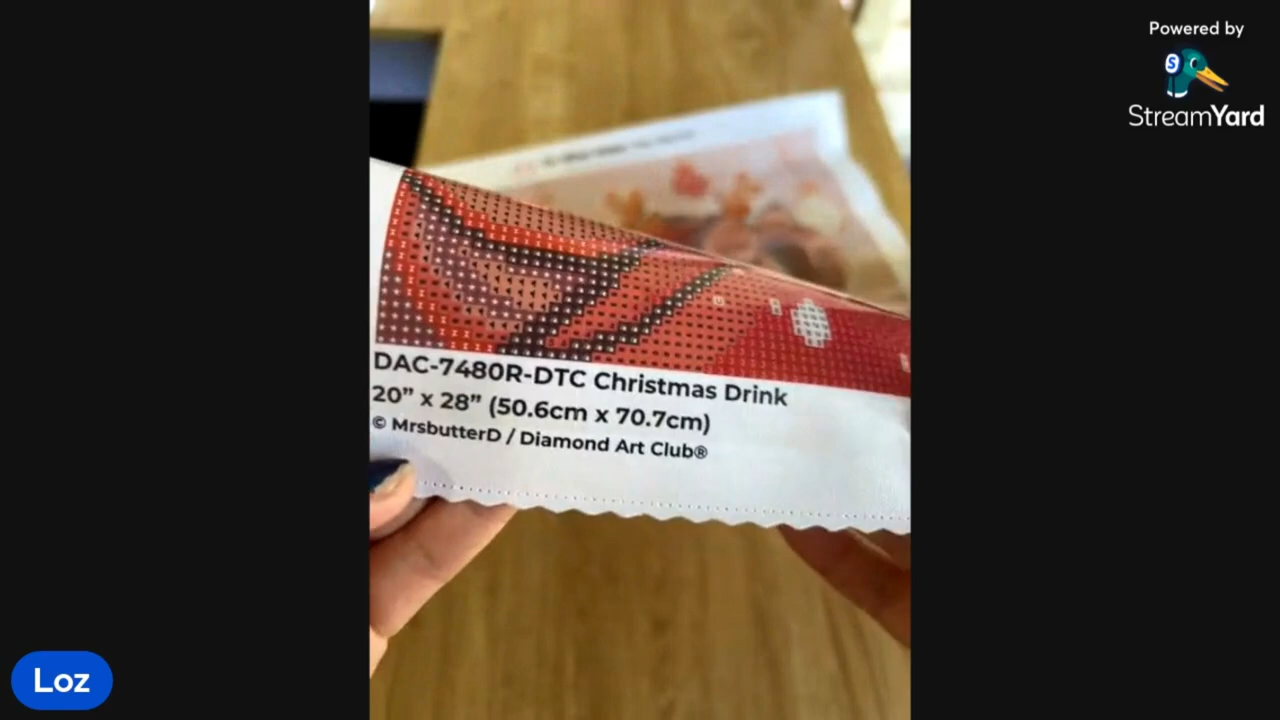 Powered by
StreamYard
DAC-7480R-DTC Christmas Drink
20” x 28” (50.6cm x 70.7cm)
© MrsbutterD / Diamond Art Club®
Loz